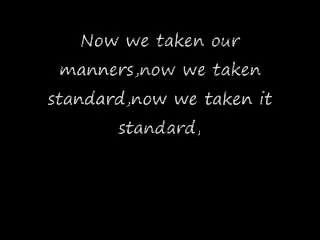 Now we taken our
manners,now we taken
standard,now we taken it
standard,